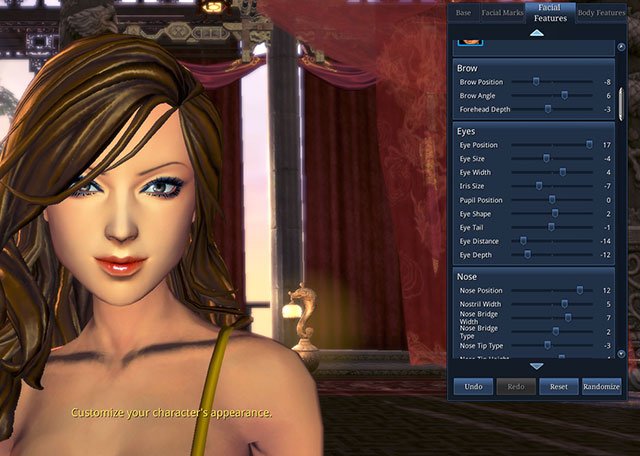 Base Facial Marks Facial Features Body Features
Brow
Brow Position -8
Brow Angle 6
Forehead Depth -3
Eyes
Eye Position 17
Eye Size -4
Eye Width 4
Iris Size -7
Pupil Position 0
Eye Shape 2
Eye Tail -1
Eye Distance -14
Eye Depth -12
Nose
Nose Position 12
Nostril Width 5
Nose Bridge Width 7
Nose Bridge Type 2
Nose Tip Type -3
Nose Tip Height
Undo Redo Reset Randomize
Customize your character's appearance.